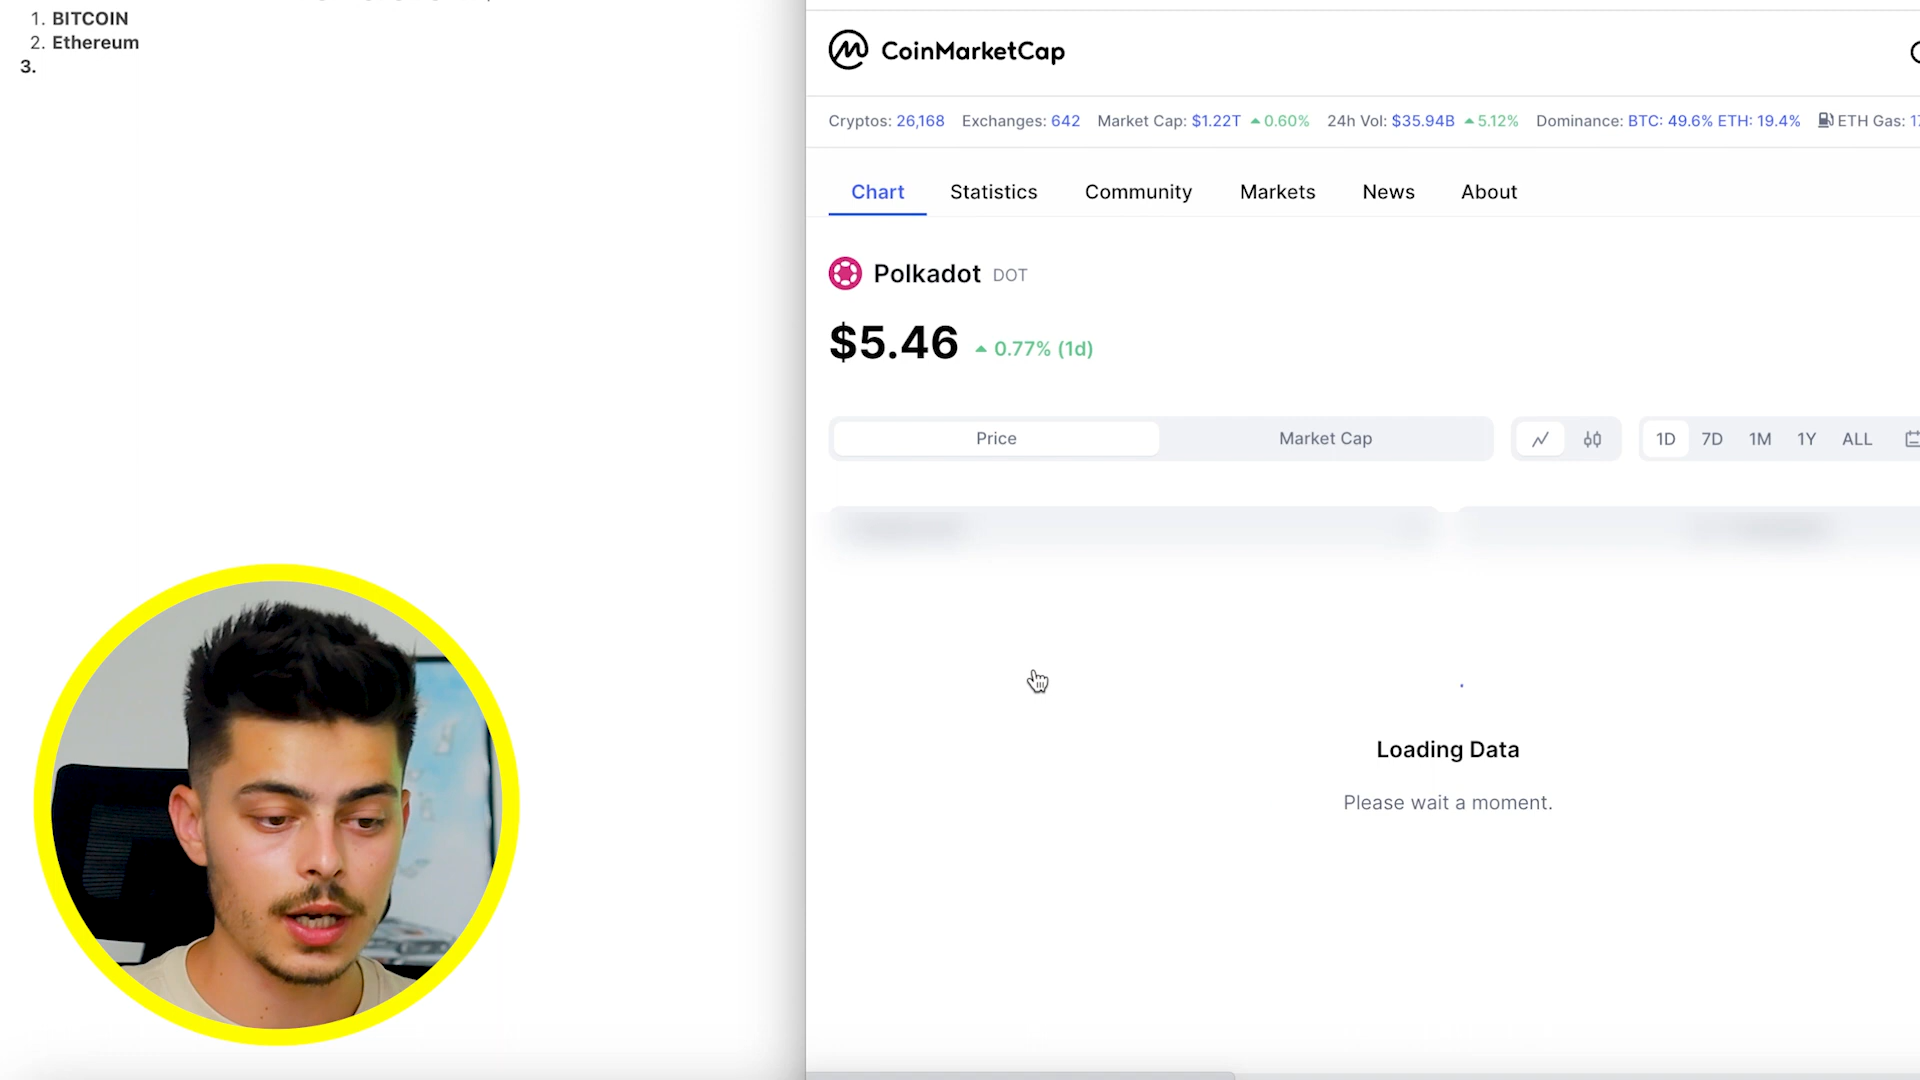 1. BITCOIN
2. Ethereum
3.
CoinMarketCap
Cryptos: 26,168 Exchanges: 642 Market Cap: $1.22T 0.60% 24h Vol: $35.94B 5.12% Dominance: BTC: 49.6% ETH: 19.4% ETH Gas:
Chart Statistics Community Markets News About
Polkadot DOT
$5.46 0.77% (1d)
Price Market Cap 1D 7D 1M 1Y ALL
Loading Data
Please wait a moment.